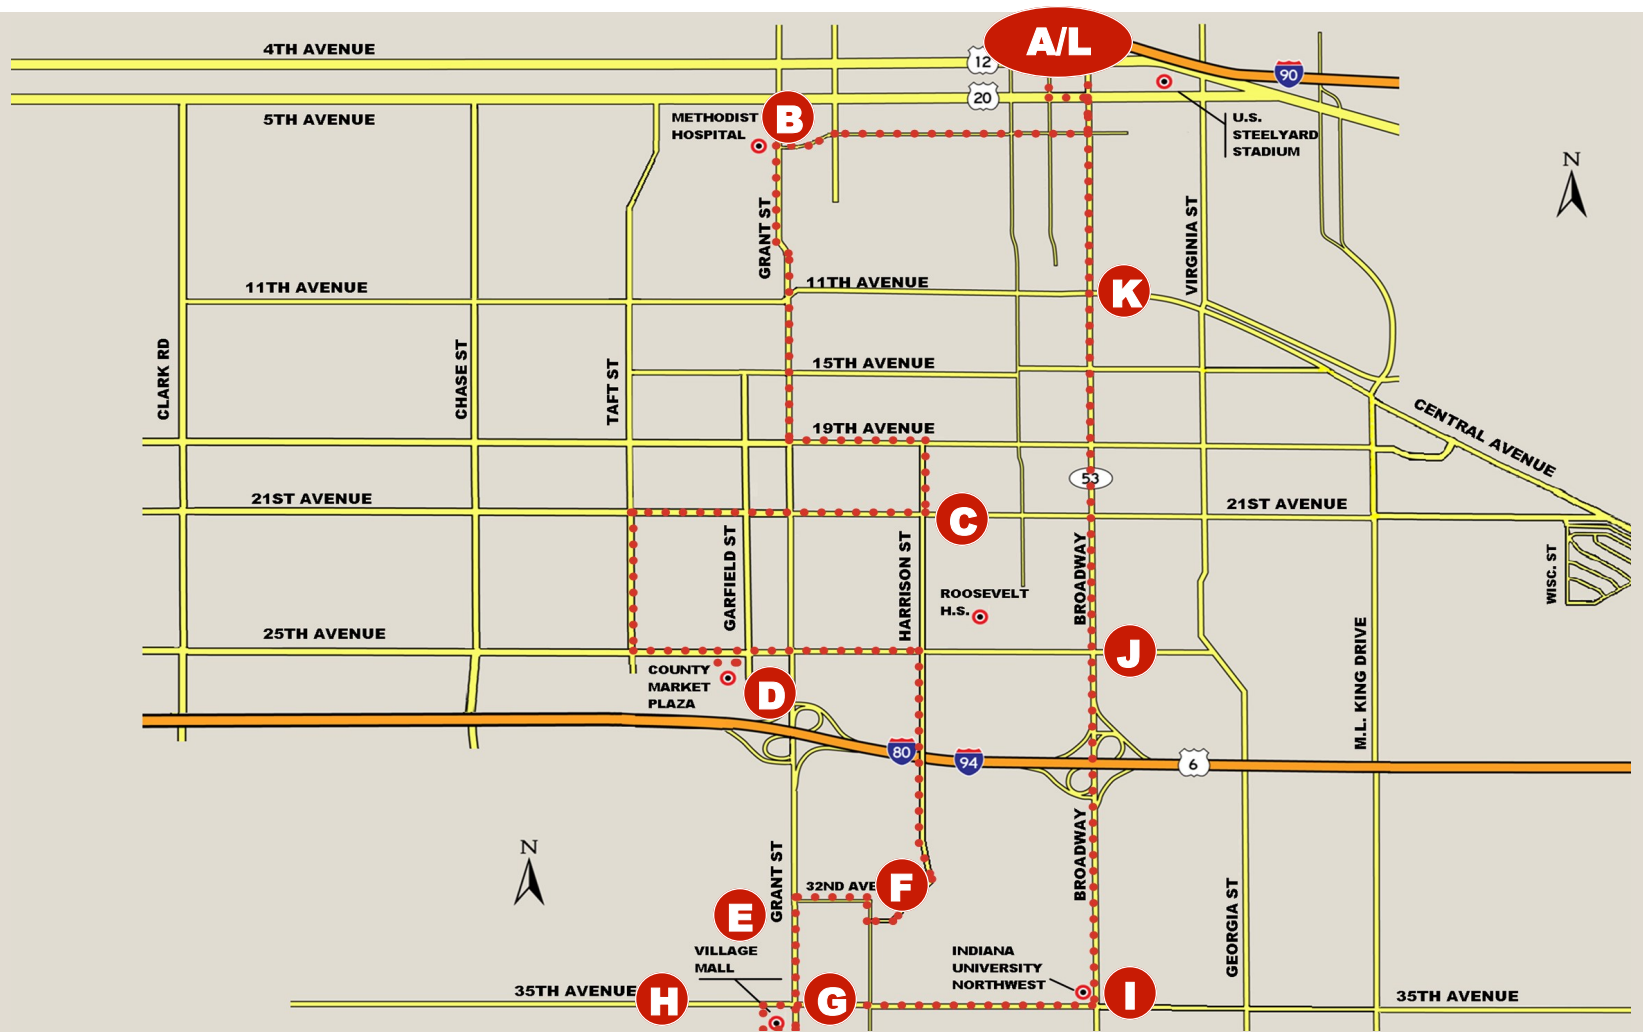 4TH AVENUE
12
A/L
90
20
5TH AVENUE
METHODIST
HOSPITAL
B
U.S.
STEELYARD
STADIUM
N
GRANT ST
VIRGINIA ST
11TH AVENUE
11TH AVENUE
K
CLARK RD
CHASE ST
TAFT ST
15TH AVENUE
CENTRAL AVENUE
19TH AVENUE
53
21ST AVENUE
C
21ST AVENUE
GARFIELD ST
HARRISON ST
BROADWAY
WISC. ST
ROOSEVELT
H.S.
25TH AVENUE
J
M.L. KING DRIVE
COUNTY
MARKET
PLAZA
D
80
94
6
N
GRANT ST
BROADWAY
32ND AVE
F
E
GEORGIA ST
VILLAGE
MALL
INDIANA
UNIVERSITY
NORTHWEST
35TH AVENUE
H
G
I
35TH AVENUE